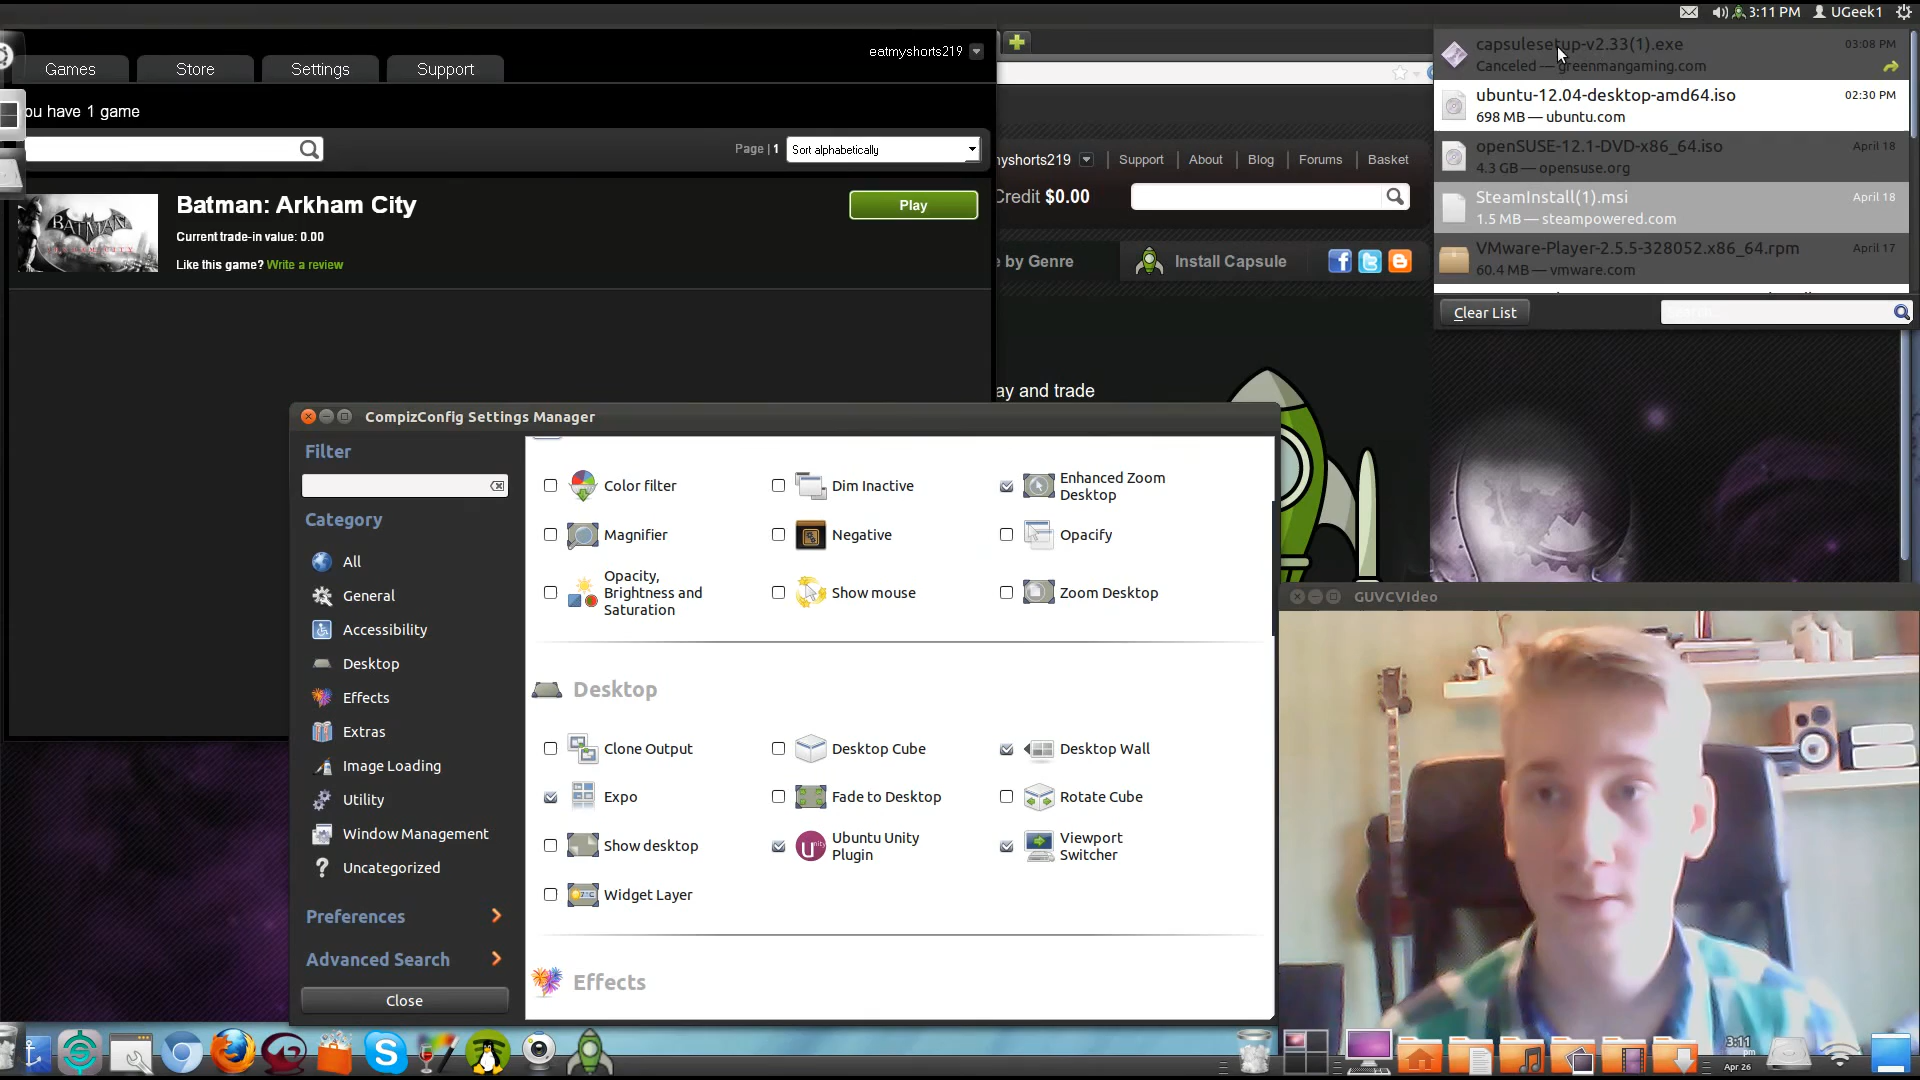 3:11 PM
UGeek1
Games
Store
Settings
Support
eatmyshorts219
ou have 1 game
Page | 1
Sort alphabetically
BATMAN
Batman: Arkham City
Current trade-in value: 0.00
Like this game? Write a review
Play
yshorts219
Support
About
Blog
Forums
Basket
Credit $0.00
e by Genre
Install Capsule
ay and trade
capsulesetup-v2.33(1).exe
03:08 PM
Canceled — greenmangaming.com
ubuntu-12.04-desktop-amd64.iso
02:30 PM
698 MB — ubuntu.com
openSUSE-12.1-DVD-x86_64.iso
April 18
4.3 GB — opensuse.org
SteamInstall(1).msi
April 18
1.5 MB — steampowered.com
VMware-Player-2.5.5-328052.x86_64.rpm
April 17
60.4 MB — vmware.com
Clear List
CompizConfig Settings Manager
Filter
Category
All
General
Accessibility
Desktop
Effects
Extras
Image Loading
Utility
Window Management
Uncategorized
Preferences
Advanced Search
Close
Color filter
Dim Inactive
Enhanced Zoom
Desktop
Magnifier
Negative
Opacify
Opacity,
Brightness and
Saturation
Show mouse
Zoom Desktop
Desktop
Clone Output
Desktop Cube
Desktop Wall
Expo
Fade to Desktop
Rotate Cube
Show desktop
Ubuntu Unity
Plugin
Viewport
Switcher
Widget Layer
Effects
GUVCVideo
3:11
pm
Apr 26